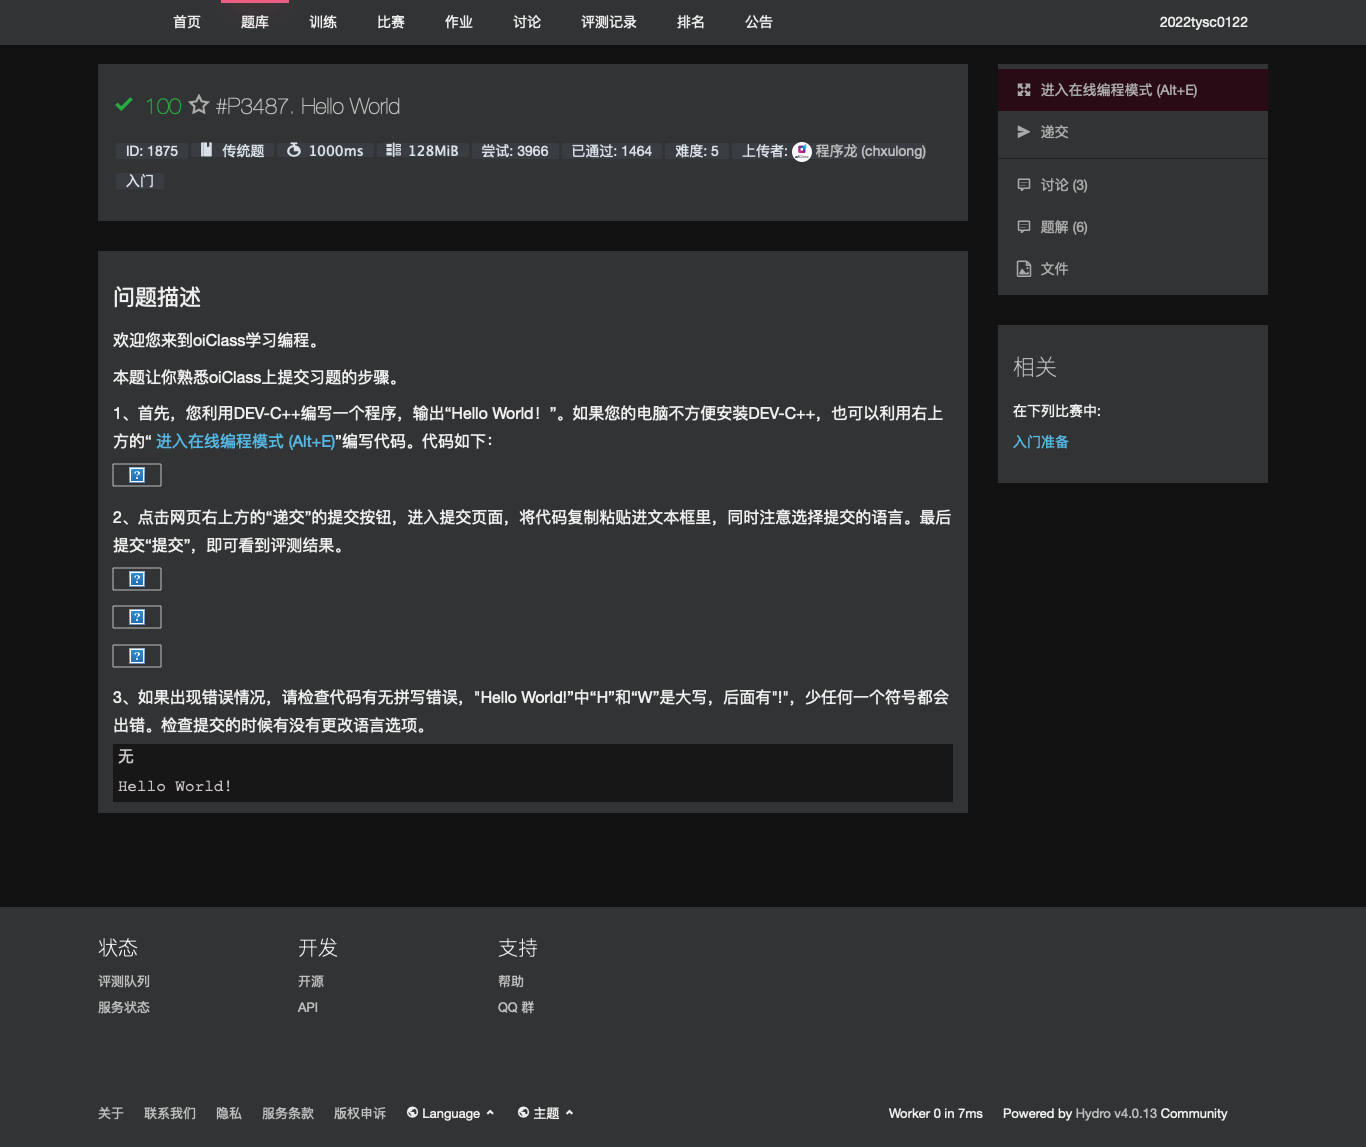 首页 题库 训练 比赛 作业 讨论 评测记录 排名 公告 2022tysc0122
100 #P3487. Hello World
ID: 1875 传统题 1000ms 128MiB 尝试: 3966 已通过: 1464 难度: 5 上传者: 程序龙 (chxulong)
入门
问题描述
欢迎您来到oiClass学习编程。
本题让你熟悉oiClass上提交习题的步骤。
1、首先，您利用DEV-C++编写一个程序，输出“Hello World！”。如果您的电脑不方便安装DEV-C++，也可以利用右上
方的“ 进入在线编程模式 (Alt+E)”编写代码。代码如下：
2、点击网页右上方的“递交”的提交按钮，进入提交页面，将代码复制粘贴进文本框里，同时注意选择提交的语言。最后
提交“提交”，即可看到评测结果。
3、如果出现错误情况，请检查代码有无拼写错误，"Hello World!”中“H”和“W”是大写，后面有"!"，少任何一个符号都会
出错。检查提交的时候有没有更改语言选项。
无
Hello World!
进入在线编程模式 (Alt+E)
递交
讨论 (3)
题解 (6)
文件
相关
在下列比赛中:
入门准备
状态
评测队列
服务状态
开发
开源
API
支持
帮助
QQ 群
关于 联系我们 隐私 服务条款 版权申诉 Language 主题 Worker 0 in 7ms Powered by Hydro v4.0.13 Community